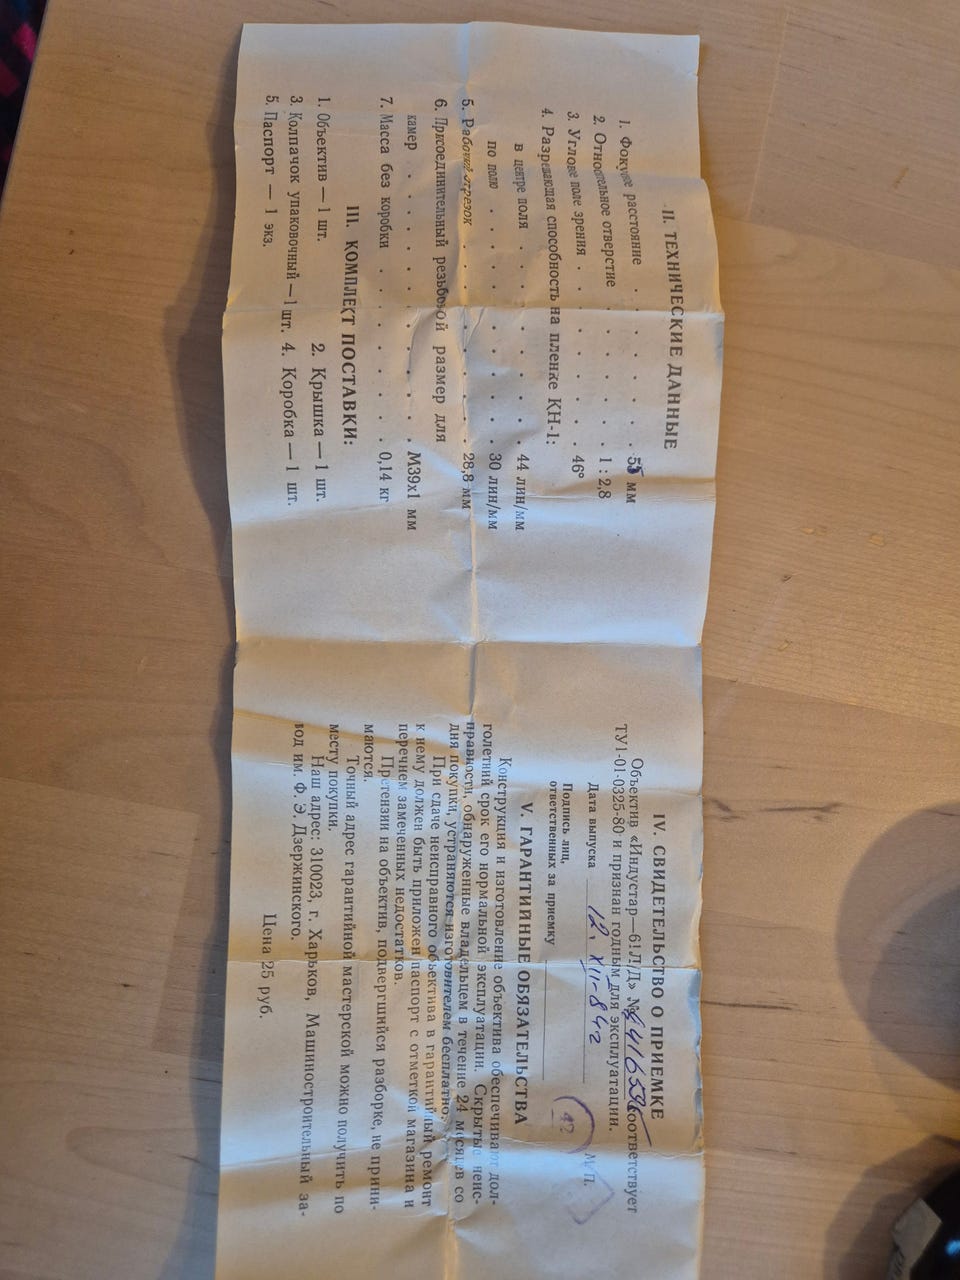 II. ТЕХНИЧЕСКИЕ ДАННЫЕ
1. Фокусное расстояние . . . . . . 55 мм
2. Относительное отверстие . . . . . . 1 : 2,8
3. Угловое поле зрения . . . . . . . 46°
4. Разрешающая способность на пленке КН-1:
в центре поля . . . . . . . 44 лин/мм
по полю . . . . . . . . 30 лин/мм
5. Рабочий отрезок . . . . . . . . 28,8 мм
6. Присоединительный резьбовой размер для
камер . . . . . . . . . . М39х1 мм
7. Масса без коробки . . . . . . . . 0,14 кг
III. КОМПЛЕКТ ПОСТАВКИ:
1. Объектив — 1 шт. 2. Крышка — 1 шт.
3. Колпачок упаковочный — 1 шт. 4. Коробка — 1 шт.
5. Паспорт — 1 экз.
IV. СВИДЕТЕЛЬСТВО О ПРИЕМКЕ
Объектив «Индустар—61Л/Д» № соответствует
ТУ1-01-0325-80 и признан годным для эксплуатации.
Дата выпуска 12. XII-84г М.П.
Подпись лиц,
ответственных за приемку 42
V. ГАРАНТИЙНЫЕ ОБЯЗАТЕЛЬСТВА
Конструкция и изготовление объектива обеспечивают дол-
голетний срок его нормальной эксплуатации. Скрытые неис-
правности, обнаруженные владельцем в течение 24 месяцев со
дня покупки, устраняются изготовителем бесплатно.
При сдаче неисправного объектива в гарантийный ремонт
к нему должен быть приложен паспорт с отметкой магазина и
перечнем замеченных недостатков.
Претензии на объектив, подвергшийся разборке, не прини-
маются.
Точный адрес гарантийной мастерской можно получить по
месту покупки.
Наш адрес: 310023, г. Харьков, Машиностроительный за-
вод им. Ф. Э. Дзержинского.
Цена 25 руб.